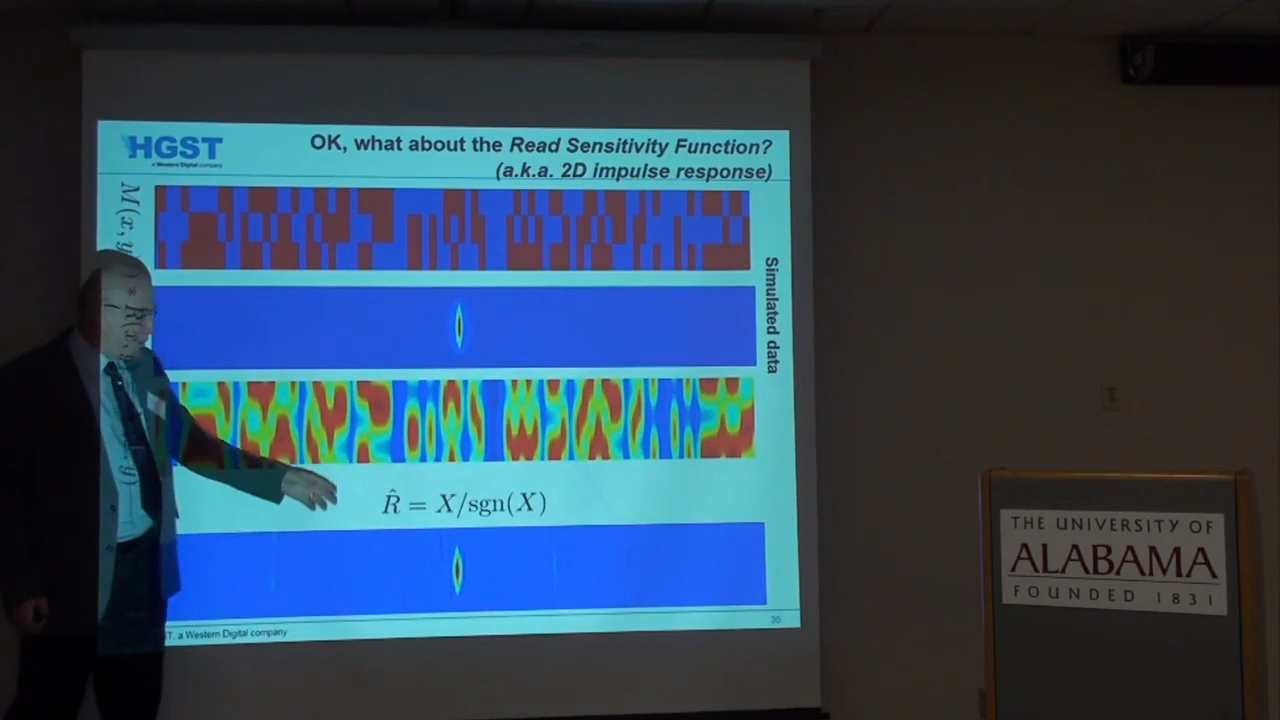 HGST
a Western Digital company
OK, what about the Read Sensitivity Function?
(a.k.a. 2D impulse response)
M(x, y
* R(x, y
Simulated data
R̂ = X/sgn(X)
ST, a Western Digital company
35
THE UNIVERSITY OF
ALABAMA
FOUNDED 1831